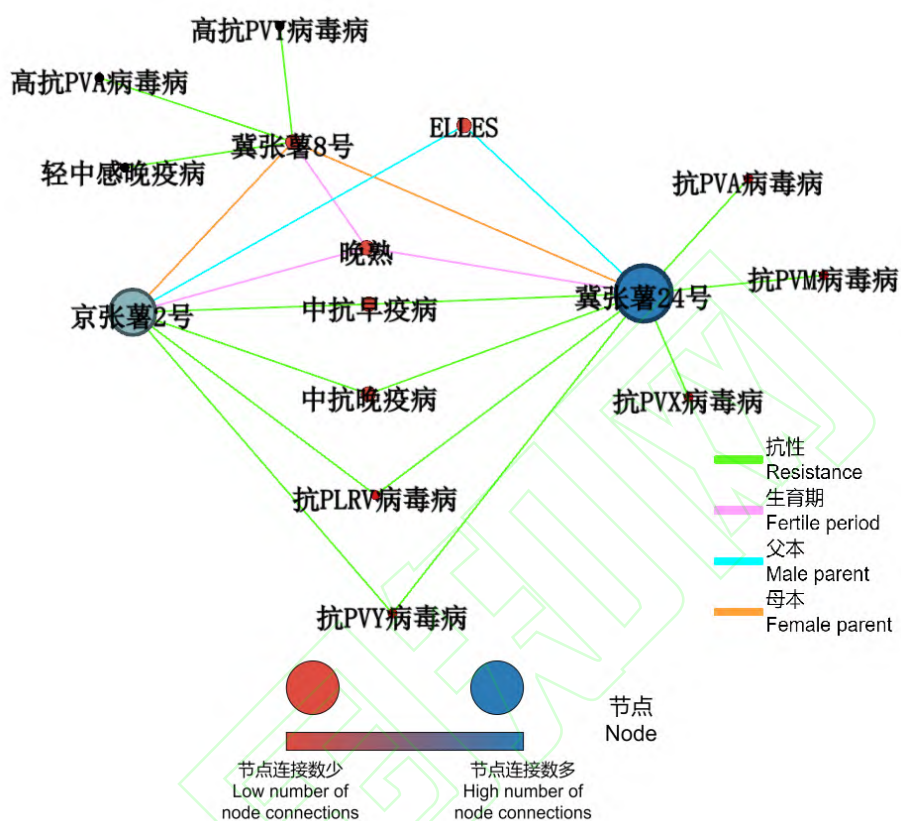 高抗PVY病毒病
高抗PVA病毒病
冀张薯8号
ELLES
轻中感晚疫病
抗PVA病毒病
晚熟
抗PVM病毒病
京张薯2号
中抗早疫病
冀张薯24号
中抗晚疫病
抗PVX病毒病
抗性
Resistance
生育期
Fertile period
父本
Male parent
母本
Female parent
抗PLRV病毒病
抗PVY病毒病
节点
Node
节点连接数少
Low number of
node connections
节点连接数多
High number of
node connections